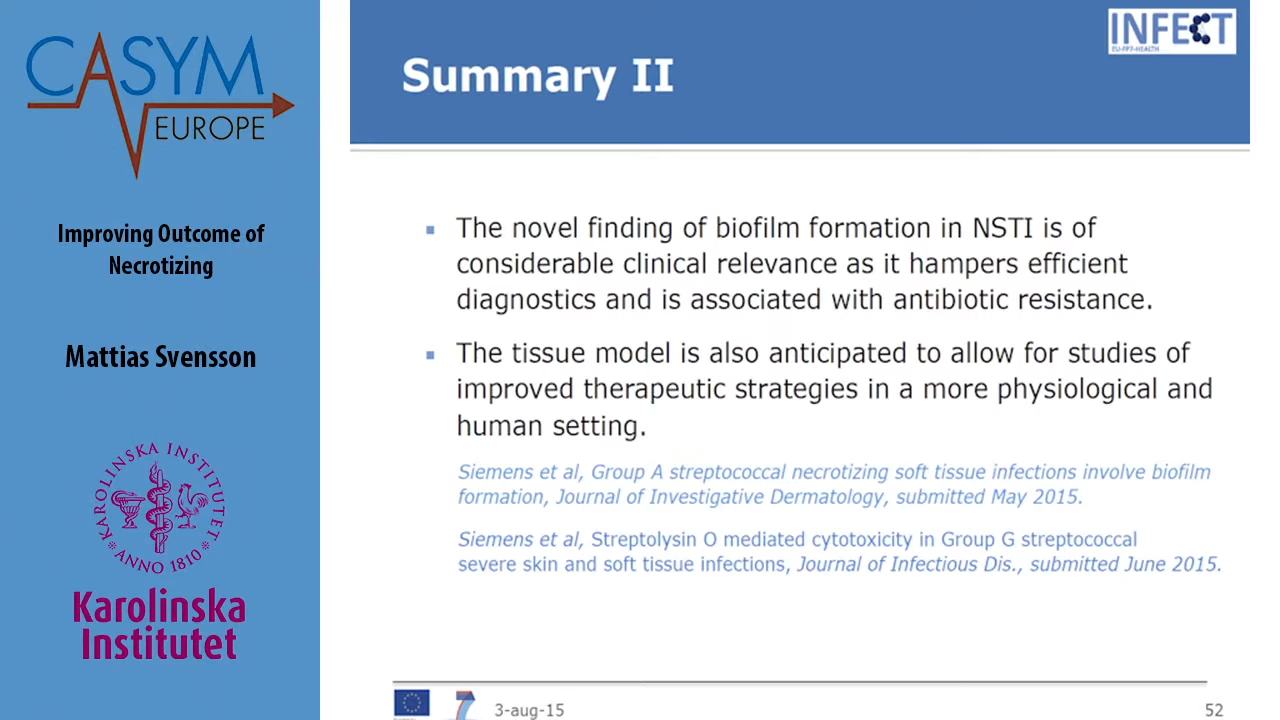 CASYM
EUROPE
Improving Outcome of
Necrotizing
Mattias Svensson
KAROLINSKA INSTITUTET
ANNO 1810
Karolinska
Institutet
INFECT
EU-FP7-HEALTH
Summary II
The novel finding of biofilm formation in NSTI is of
considerable clinical relevance as it hampers efficient
diagnostics and is associated with antibiotic resistance.
The tissue model is also anticipated to allow for studies of
improved therapeutic strategies in a more physiological and
human setting.
Siemens et al, Group A streptococcal necrotizing soft tissue infections involve biofilm
formation, Journal of Investigative Dermatology, submitted May 2015.
Siemens et al, Streptolysin O mediated cytotoxicity in Group G streptococcal
severe skin and soft tissue infections, Journal of Infectious Dis., submitted June 2015.
7
3-aug-15
52